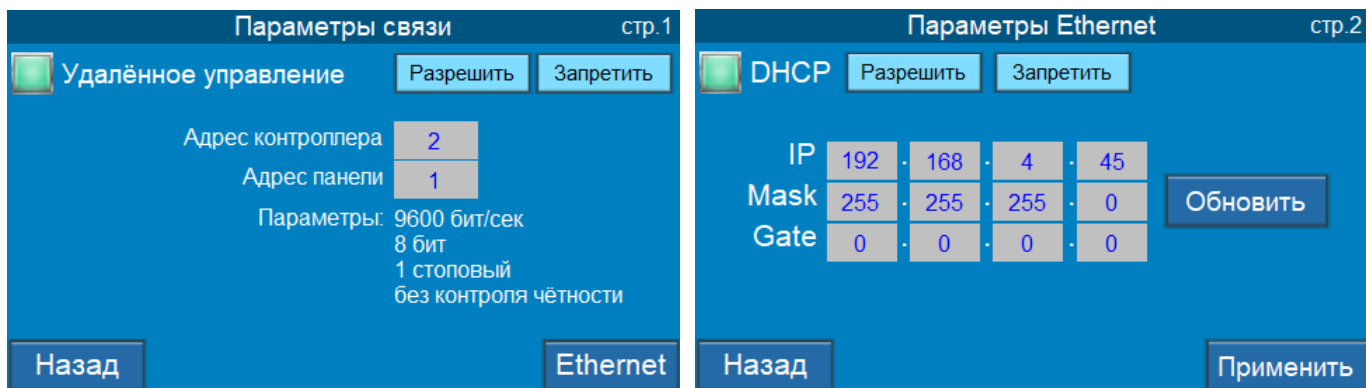 Параметры связи стр.1
Удалённое управление Разрешить Запретить
Адрес контроллера 2
Адрес панели 1
Параметры: 9600 бит/сек
8 бит
1 стоповый
без контроля чётности
Назад Ethernet
Параметры Ethernet стр.2
DHCP Разрешить Запретить
IP 192 . 168 . 4 . 45
Mask 255 . 255 . 255 . 0
Обновить
Gate 0 . 0 . 0 . 0
Назад Применить